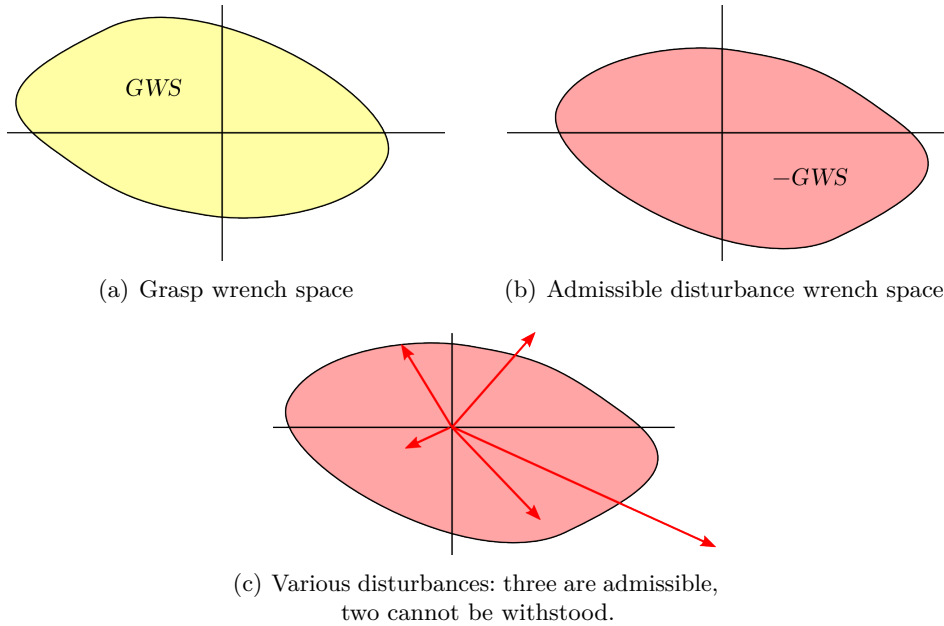 GWS
−GWS
(a) Grasp wrench space
(b) Admissible disturbance wrench space
(c) Various disturbances: three are admissible,
two cannot be withstood.